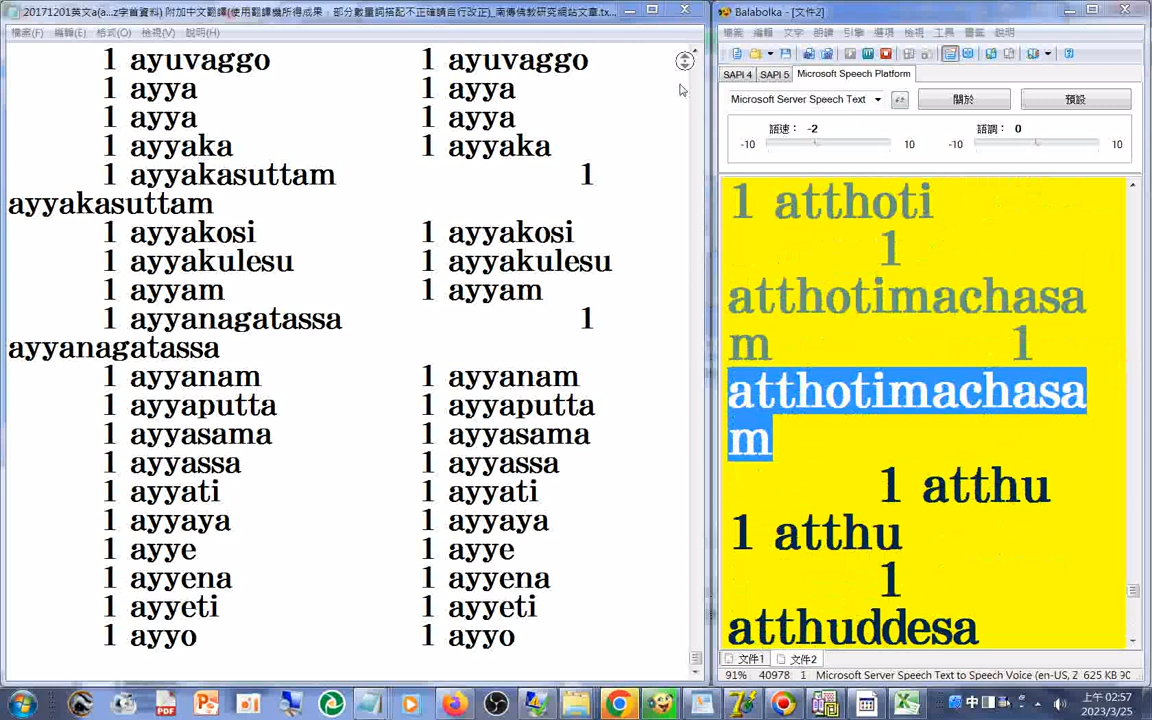 20171201英文a(a...z字首資料) 附加中文翻譯(使用翻譯機所得成果﹐部分數量詞搭配不正確請自行改正)_南傳佛教研究網站文章.tx...
檔案(F) 編輯(E) 格式(O) 檢視(V) 說明(H)
1 ayuvaggo 1 ayuvaggo
1 ayya 1 ayya
1 ayya 1 ayya
1 ayyaka 1 ayyaka
1 ayyakasuttam 1
ayyakasuttam
1 ayyakosi 1 ayyakosi
1 ayyakulesu 1 ayyakulesu
1 ayyam 1 ayyam
1 ayyanagatassa 1
ayyanagatassa
1 ayyanam 1 ayyanam
1 ayyaputta 1 ayyaputta
1 ayyasama 1 ayyasama
1 ayyassa 1 ayyassa
1 ayyati 1 ayyati
1 ayyaya 1 ayyaya
1 ayye 1 ayye
1 ayyena 1 ayyena
1 ayyeti 1 ayyeti
1 ayyo 1 ayyo
Balabolka - [文件2]
檔案 編輯 文字 朗讀 引擎 選項 檢視 工具 書籤 說明
SAPI 4 SAPI 5 Microsoft Speech Platform
Microsoft Server Speech Text 關於 預設
語速： -2 語調： 0
-10 10 -10 10
1 atthoti
1
atthotimachasa
m 1
atthotimachasa
m
1 atthu
1 atthu
1
atthuddesa
文件1 文件2
91% 40978 1 Microsoft Server Speech Text to Speech Voice (en-US, Z 625 KB
中
上午 02:57
2023/3/25